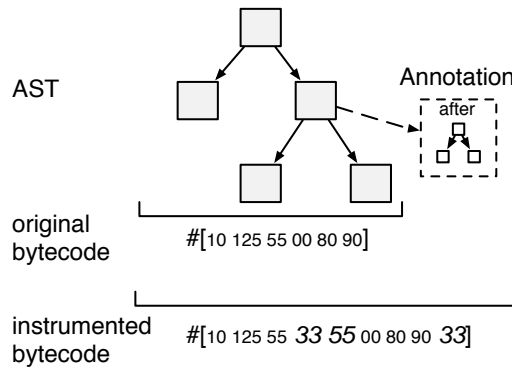 AST
Annotation
after
original
bytecode
#[10 125 55 00 80 90]
instrumented
bytecode
#[10 125 55 33 55 00 80 90 33]